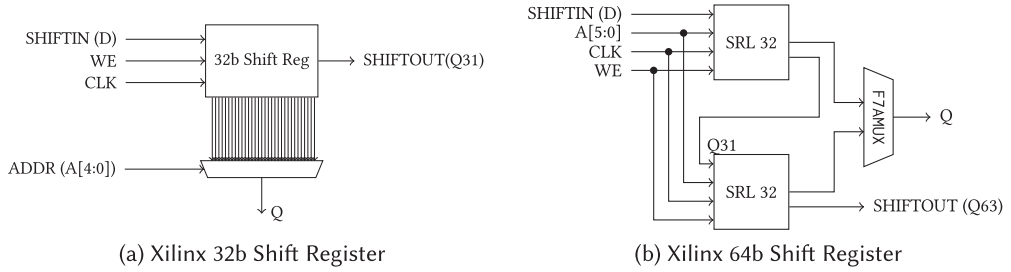 SHIFTIN (D)
WE
CLK
32b Shift Reg
SHIFTOUT(Q31)
ADDR (A[4:0])
Q
(a) Xilinx 32b Shift Register
SHIFTIN (D)
A[5:0]
CLK
WE
SRL 32
F7AMUX
Q
Q31
SRL 32
SHIFTOUT (Q63)
(b) Xilinx 64b Shift Register